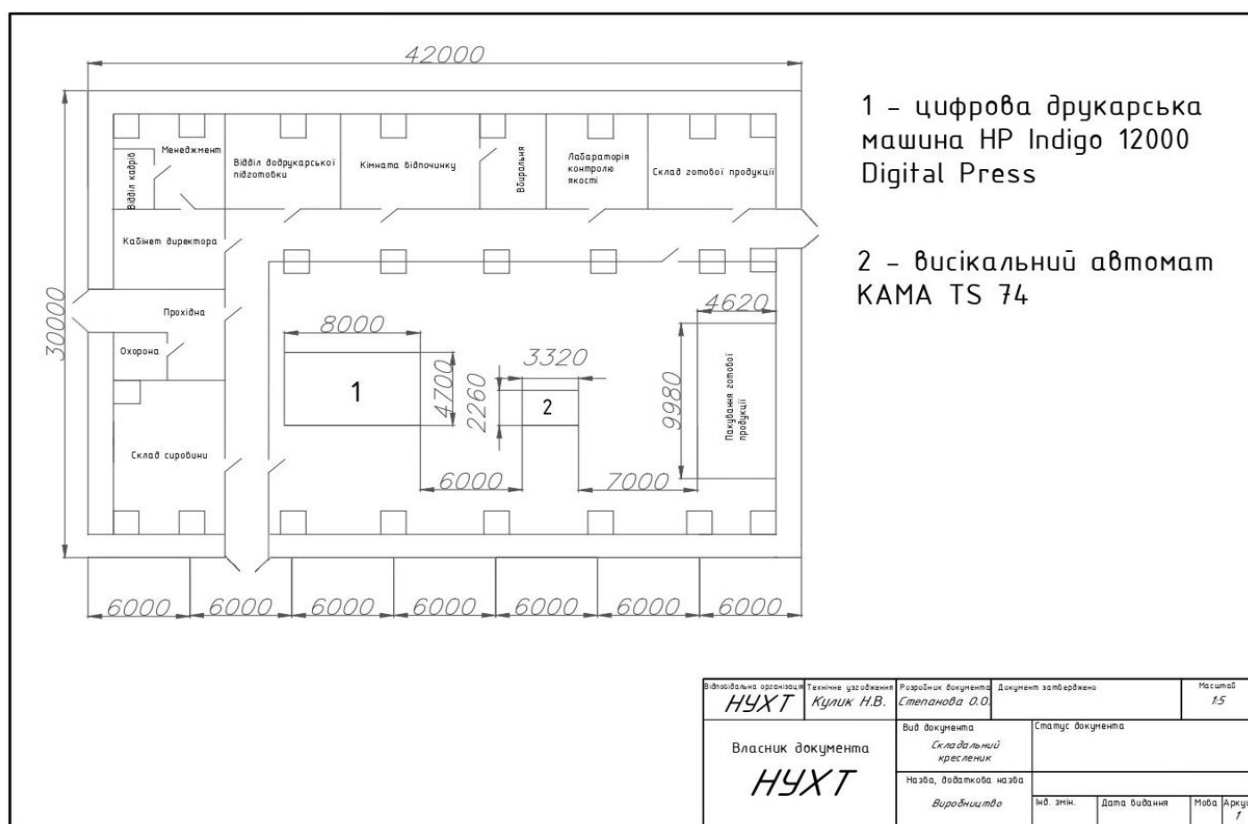 42000
30000
Відділ кадрів
Менеджмент
Відділ додрукарської
підготовки
Кімната відпочинку
Вбиральня
Лабараторія
контролю
якості
Склад готової продукції
Кабінет директора
Прохідна
Охорона
Склад сировини
8000
4700
1
3320
2260
2
4620
9980
Пакування готової
продукції
6000
7000
6000
6000
6000
6000
6000
6000
6000
1 – цифрова друкарська
машина HP Indigo 12000
Digital Press
2 – висікальний автомат
KAMA TS 74
Відповідальна організація
НУХТ
Технічне узгодження
Кулик Н.В.
Розробник документа
Степанова О.О.
Документ затверджено
Масштаб
1:5
Власник документа
НУХТ
Вид документа
Складальний
кресленик
Статус документа
Назва, додаткова назва
Виробництво
Інд. змін.
Дата видання
Мова
Аркуш
1